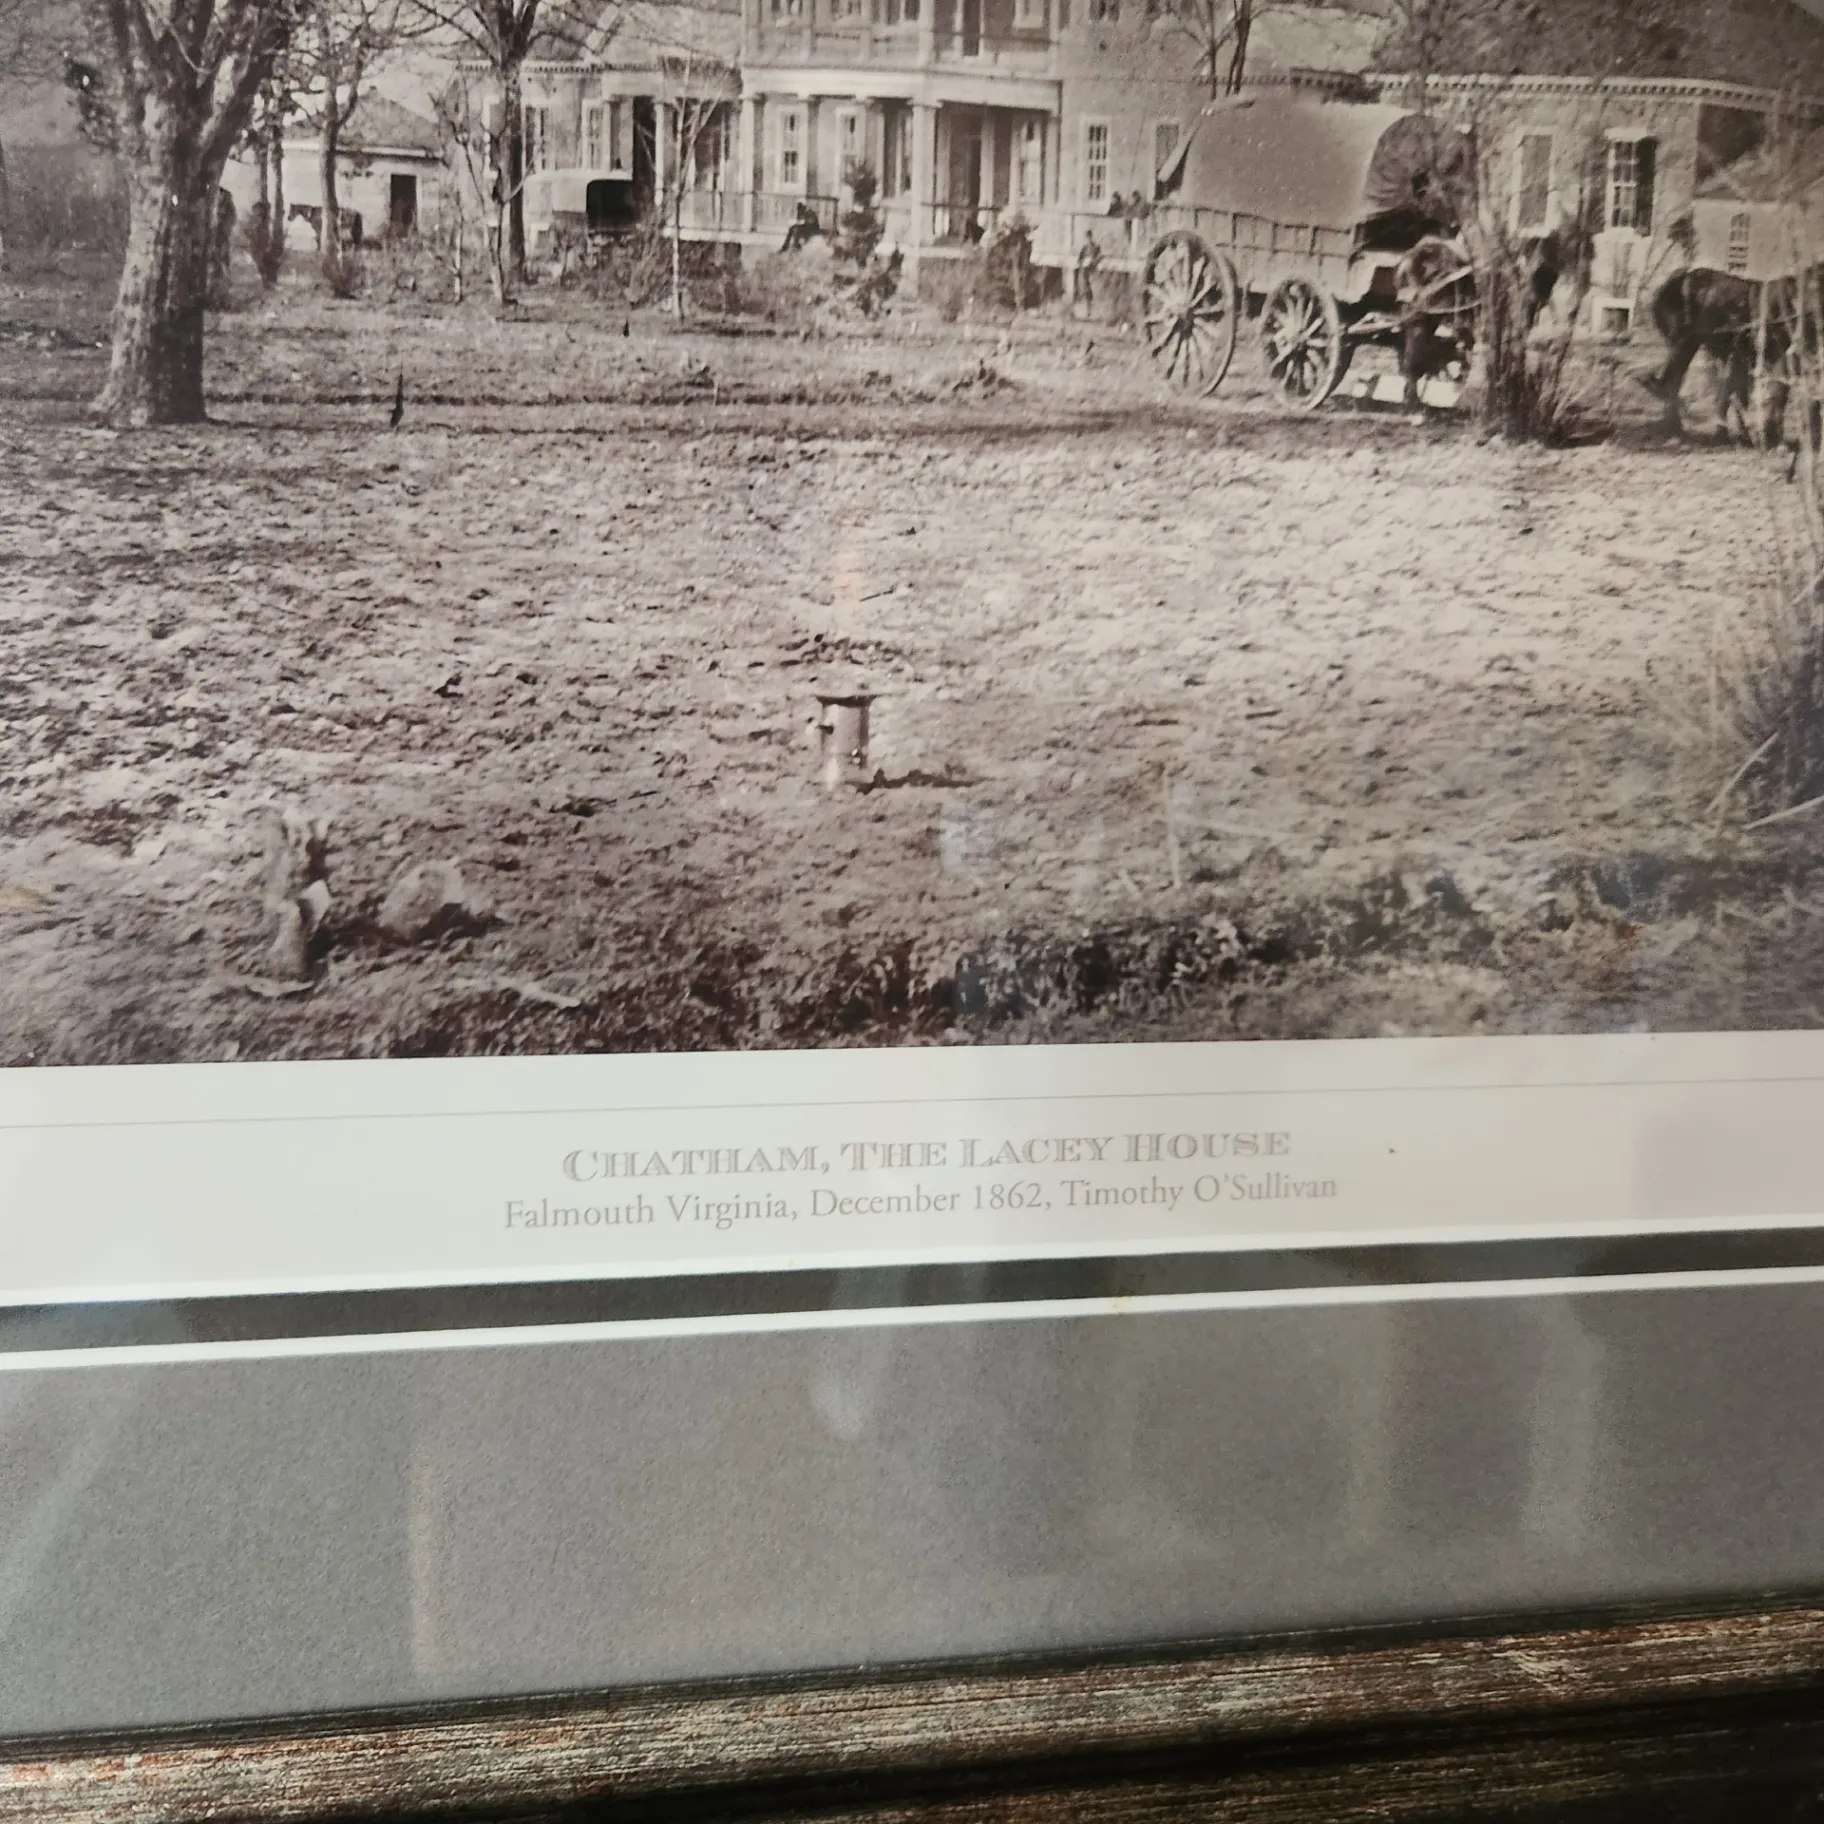 CHATHAM, THE LACEY HOUSE
Falmouth Virginia, December 1862, Timothy O'Sullivan